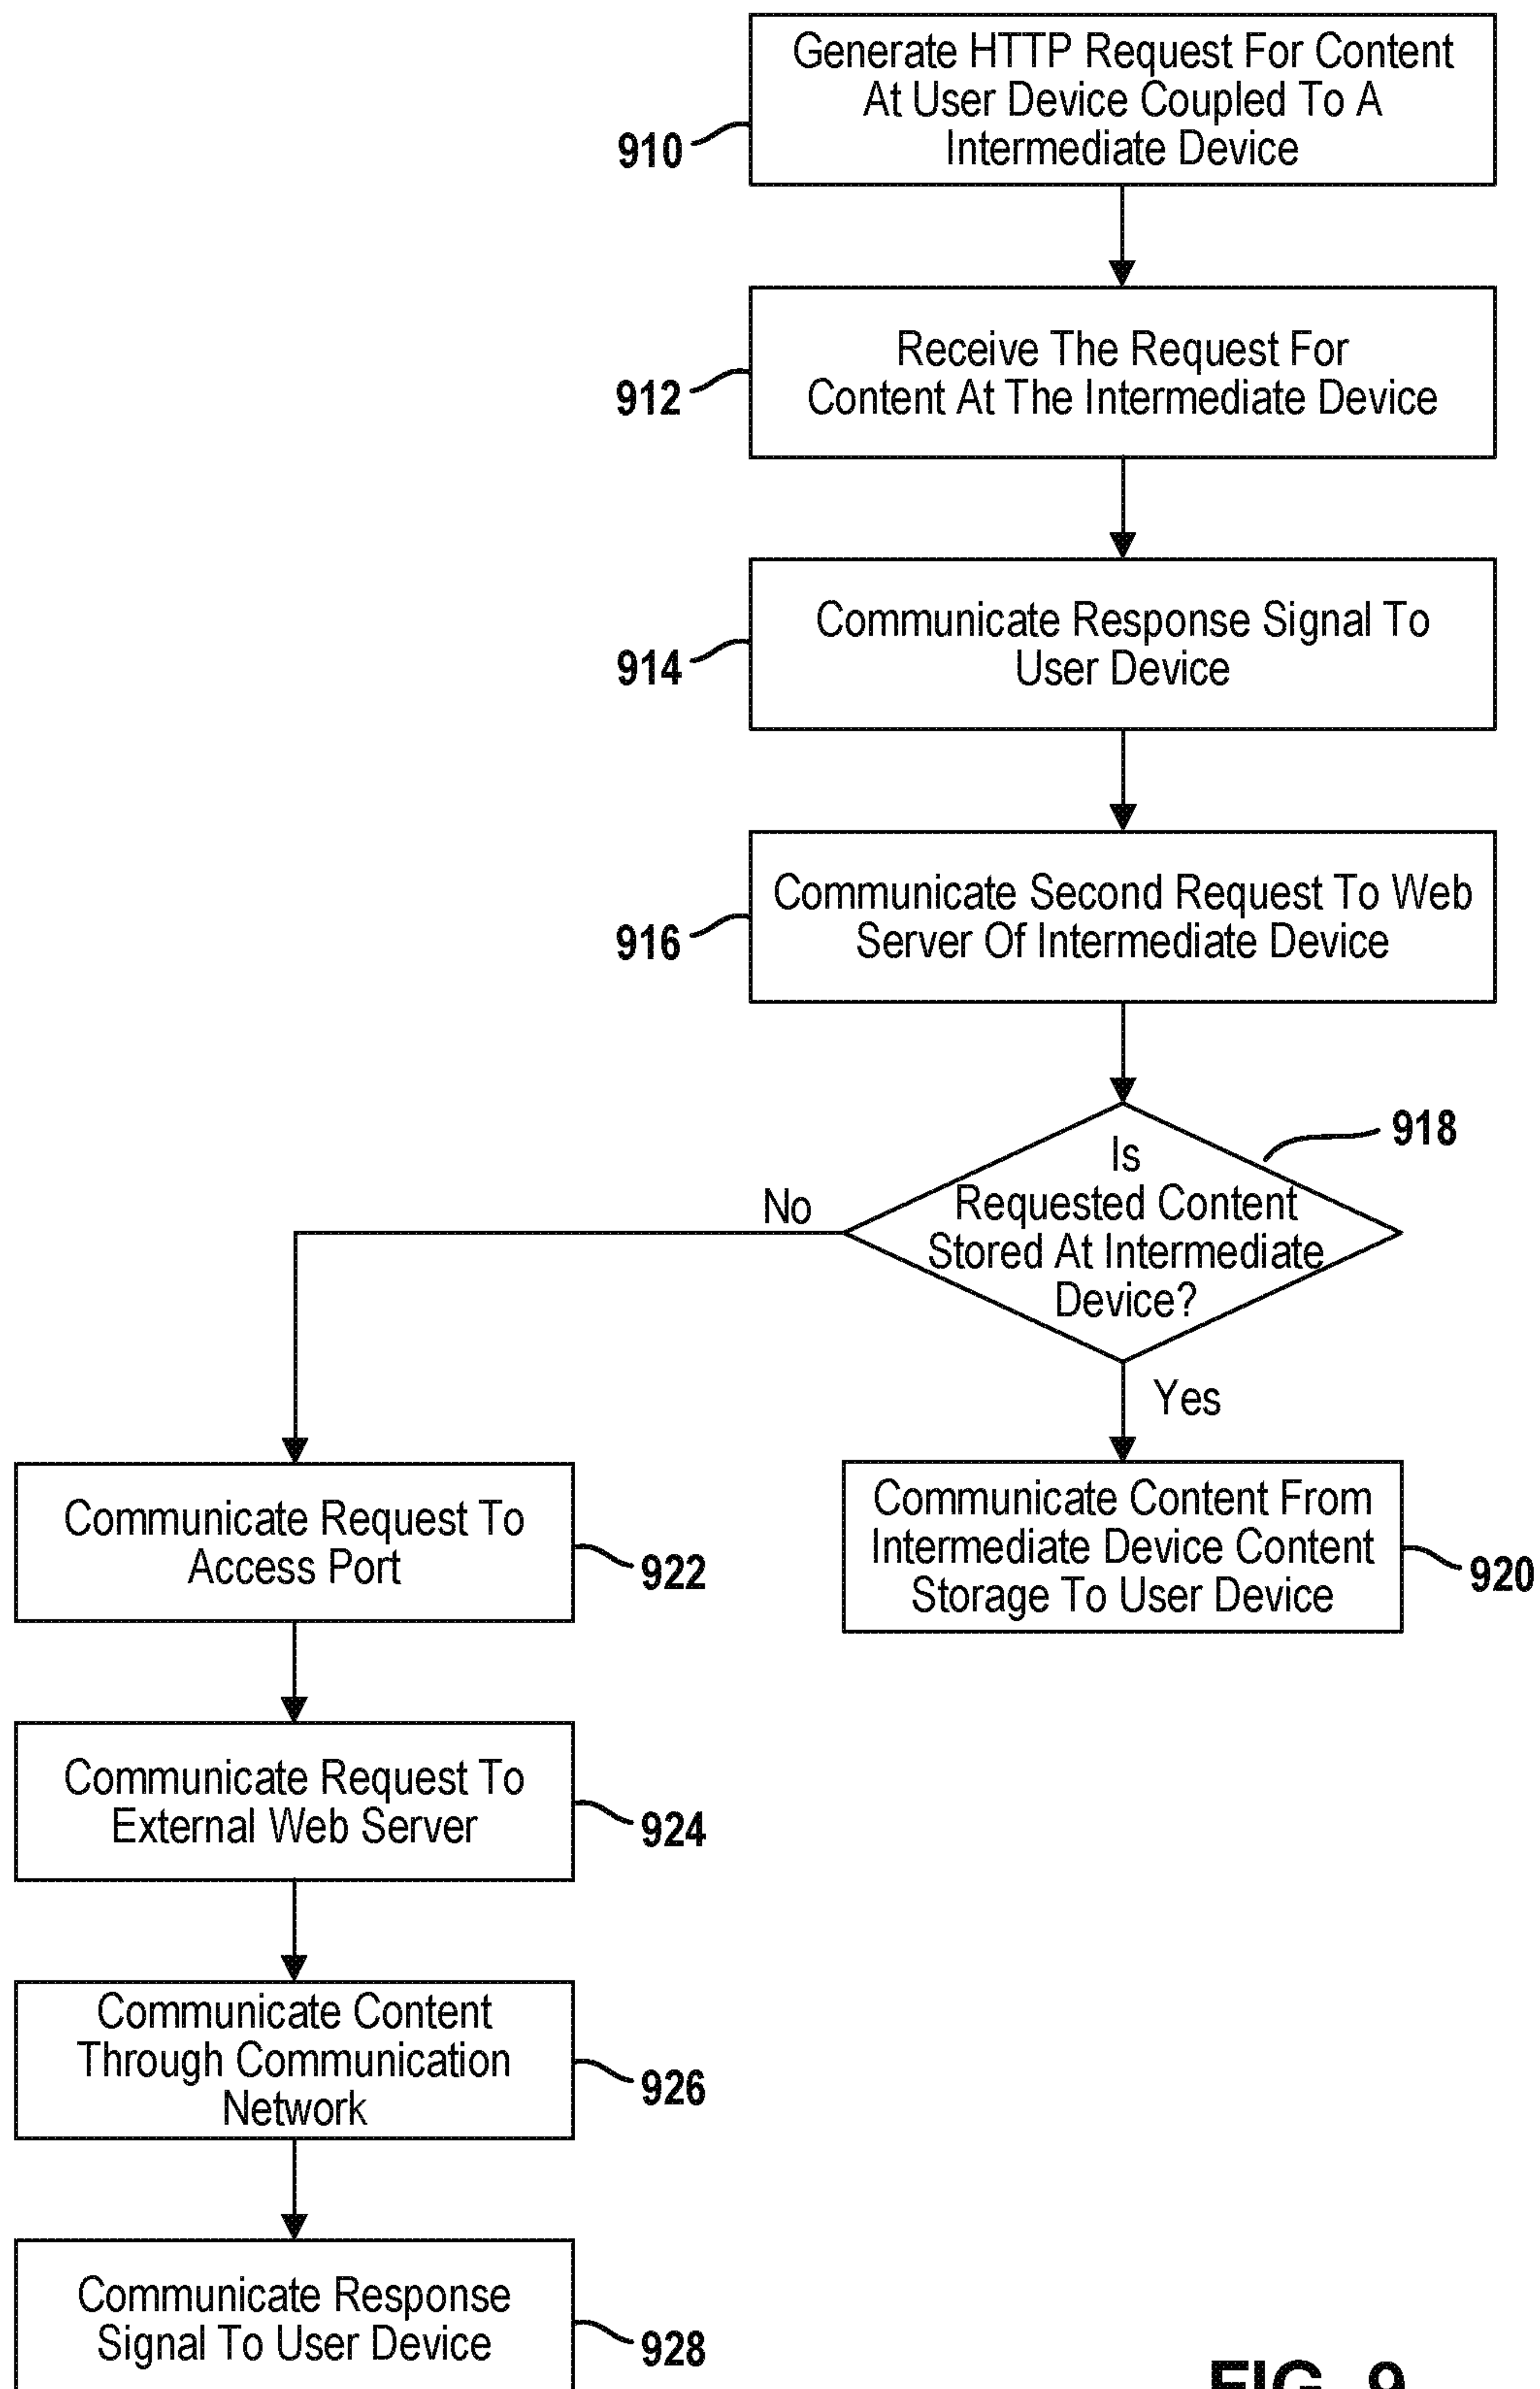 Generate HTTP Request For Content
At User Device Coupled To A
Intermediate Device
910
Receive The Request For
Content At The Intermediate Device
912
Communicate Response Signal To
User Device
914
Communicate Second Request To Web
Server Of Intermediate Device
916
Is
Requested Content
Stored At Intermediate
Device?
918
No
Yes
Communicate Content From
Intermediate Device Content
Storage To User Device
920
Communicate Request To
Access Port
922
Communicate Request To
External Web Server
924
Communicate Content
Through Communication
Network
926
Communicate Response
Signal To User Device
928
FIG. 9